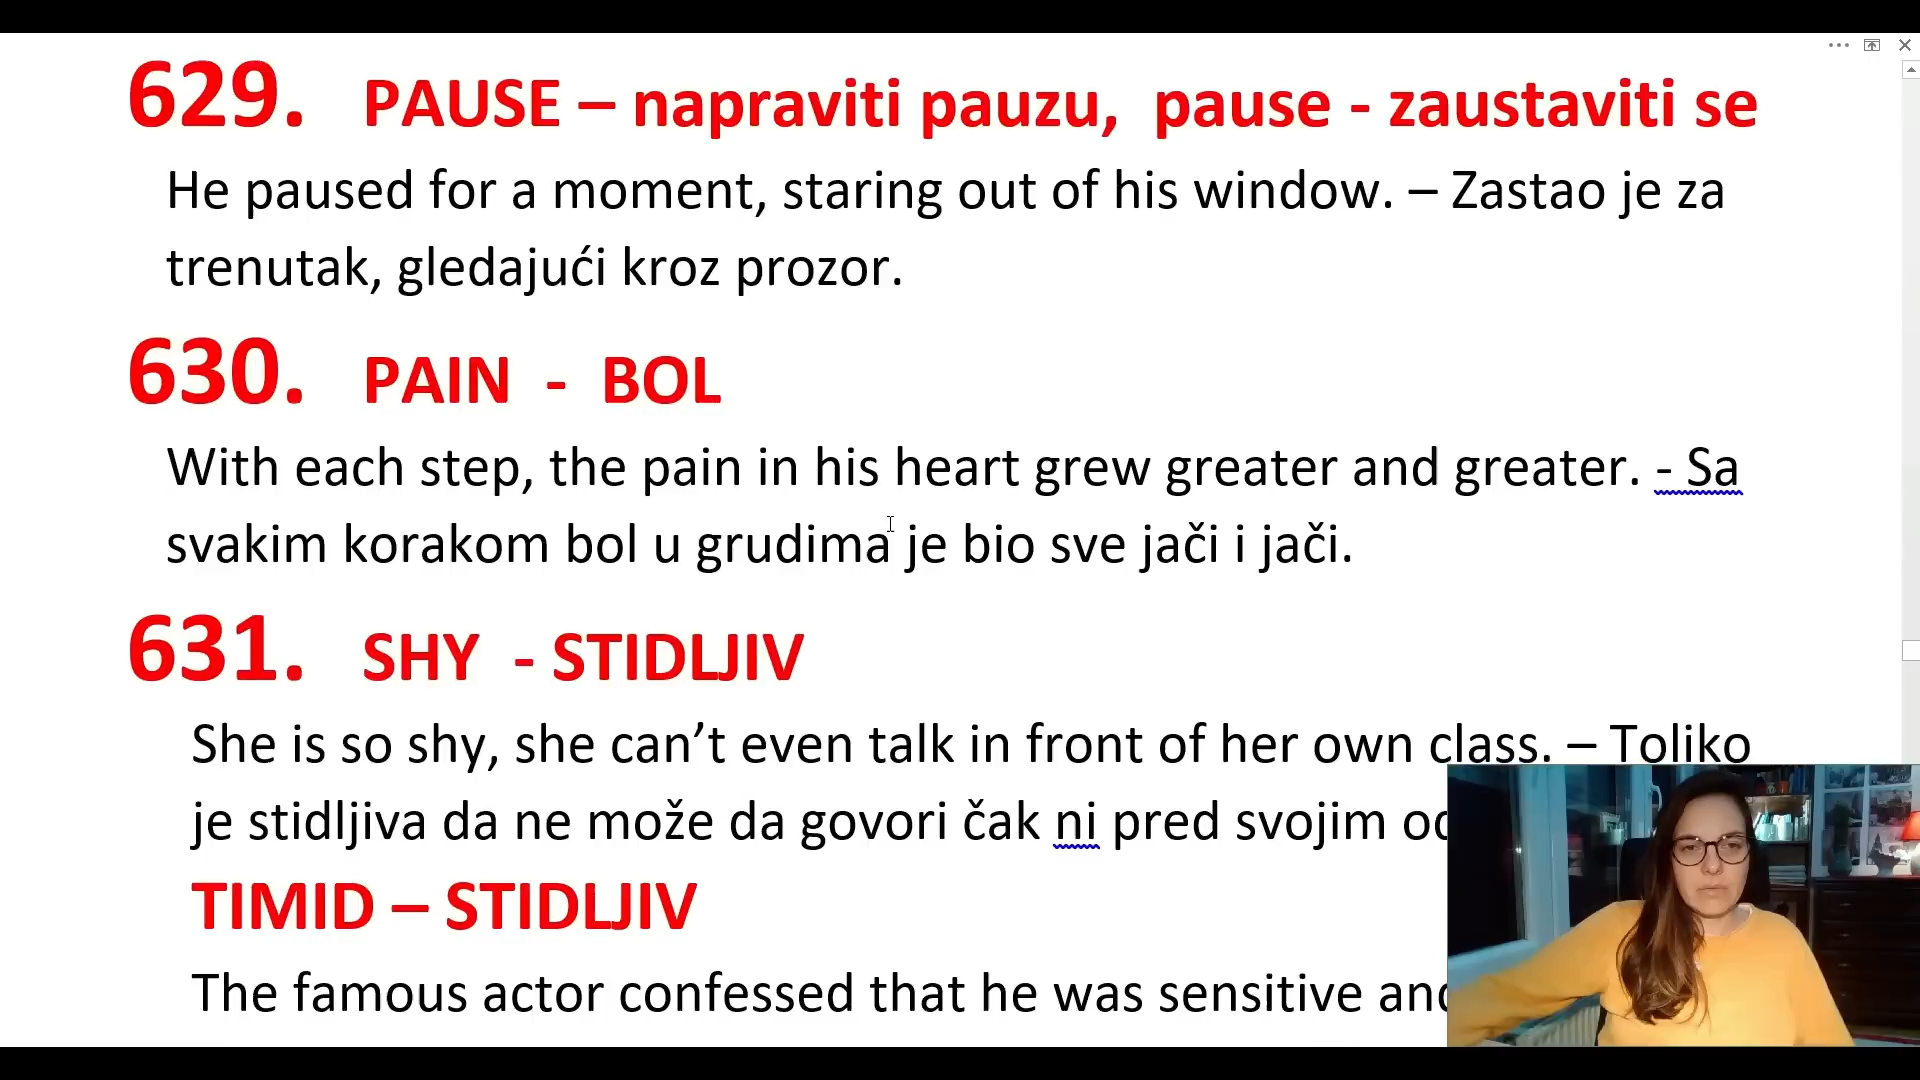 629. PAUSE – napraviti pauzu, pause - zaustaviti se
He paused for a moment, staring out of his window. – Zastao je za
trenutak, gledajući kroz prozor.
630. PAIN - BOL
With each step, the pain in his heart grew greater and greater. - Sa
svakim korakom bol u grudima je bio sve jači i jači.
631. SHY - STIDLJIV
She is so shy, she can’t even talk in front of her own class. – Toliko
je stidljiva da ne može da govori čak ni pred svojim
TIMID – STIDLJIV
The famous actor confessed that he was sensitive